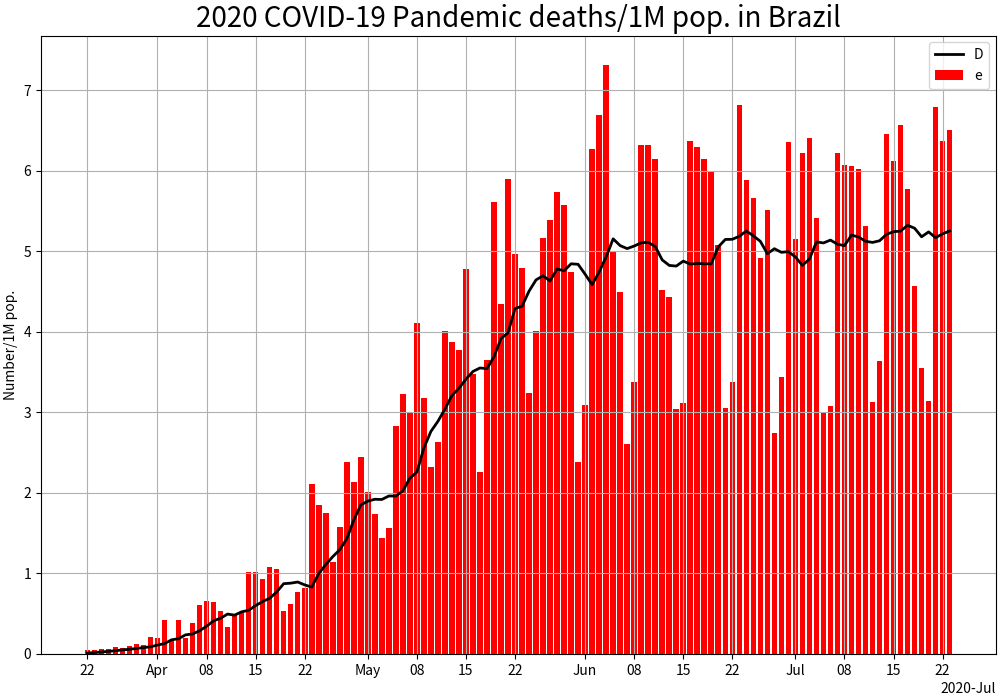 2020 COVID-19 Pandemic deaths/1M pop. in Brazil
D
e
Number/1M pop.
7
6
5
4
3
2
1
0
22 Apr 08 15 22 May 08 15 22 Jun 08 15 22 Jul 08 15 22
2020-Jul